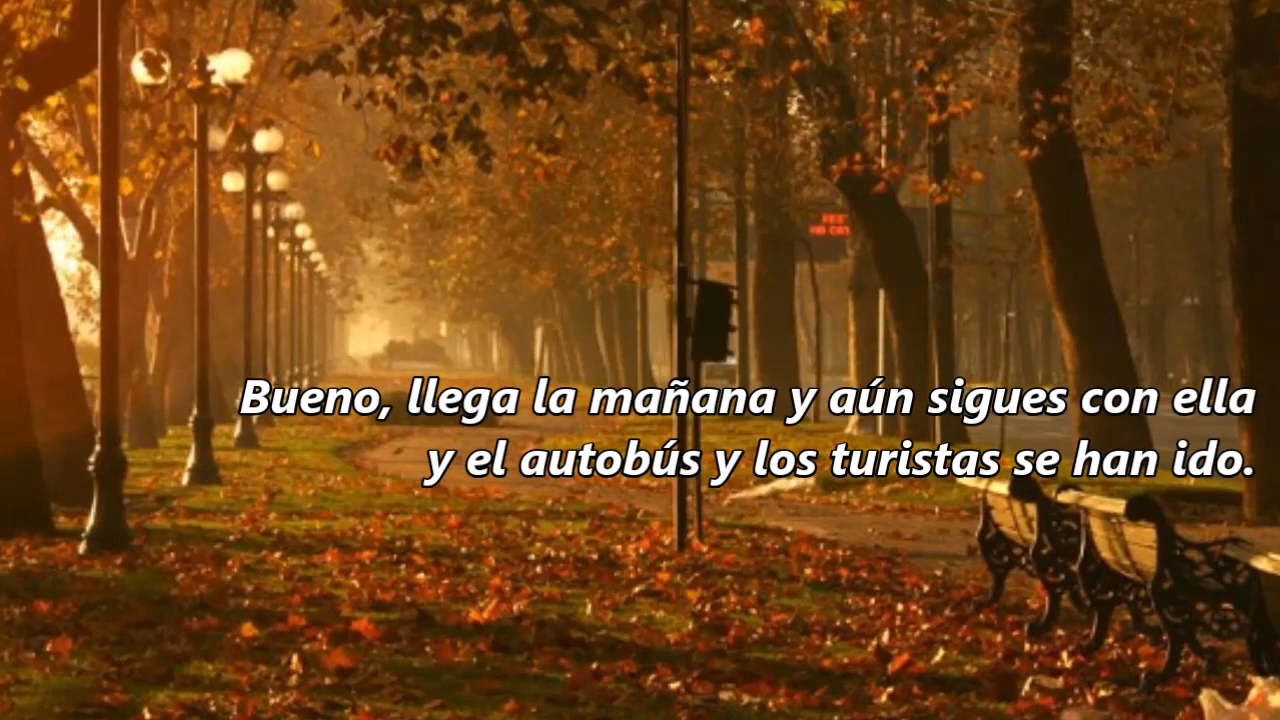 Bueno, llega la mañana y aún sigues con ella
y el autobús y los turistas se han ido.